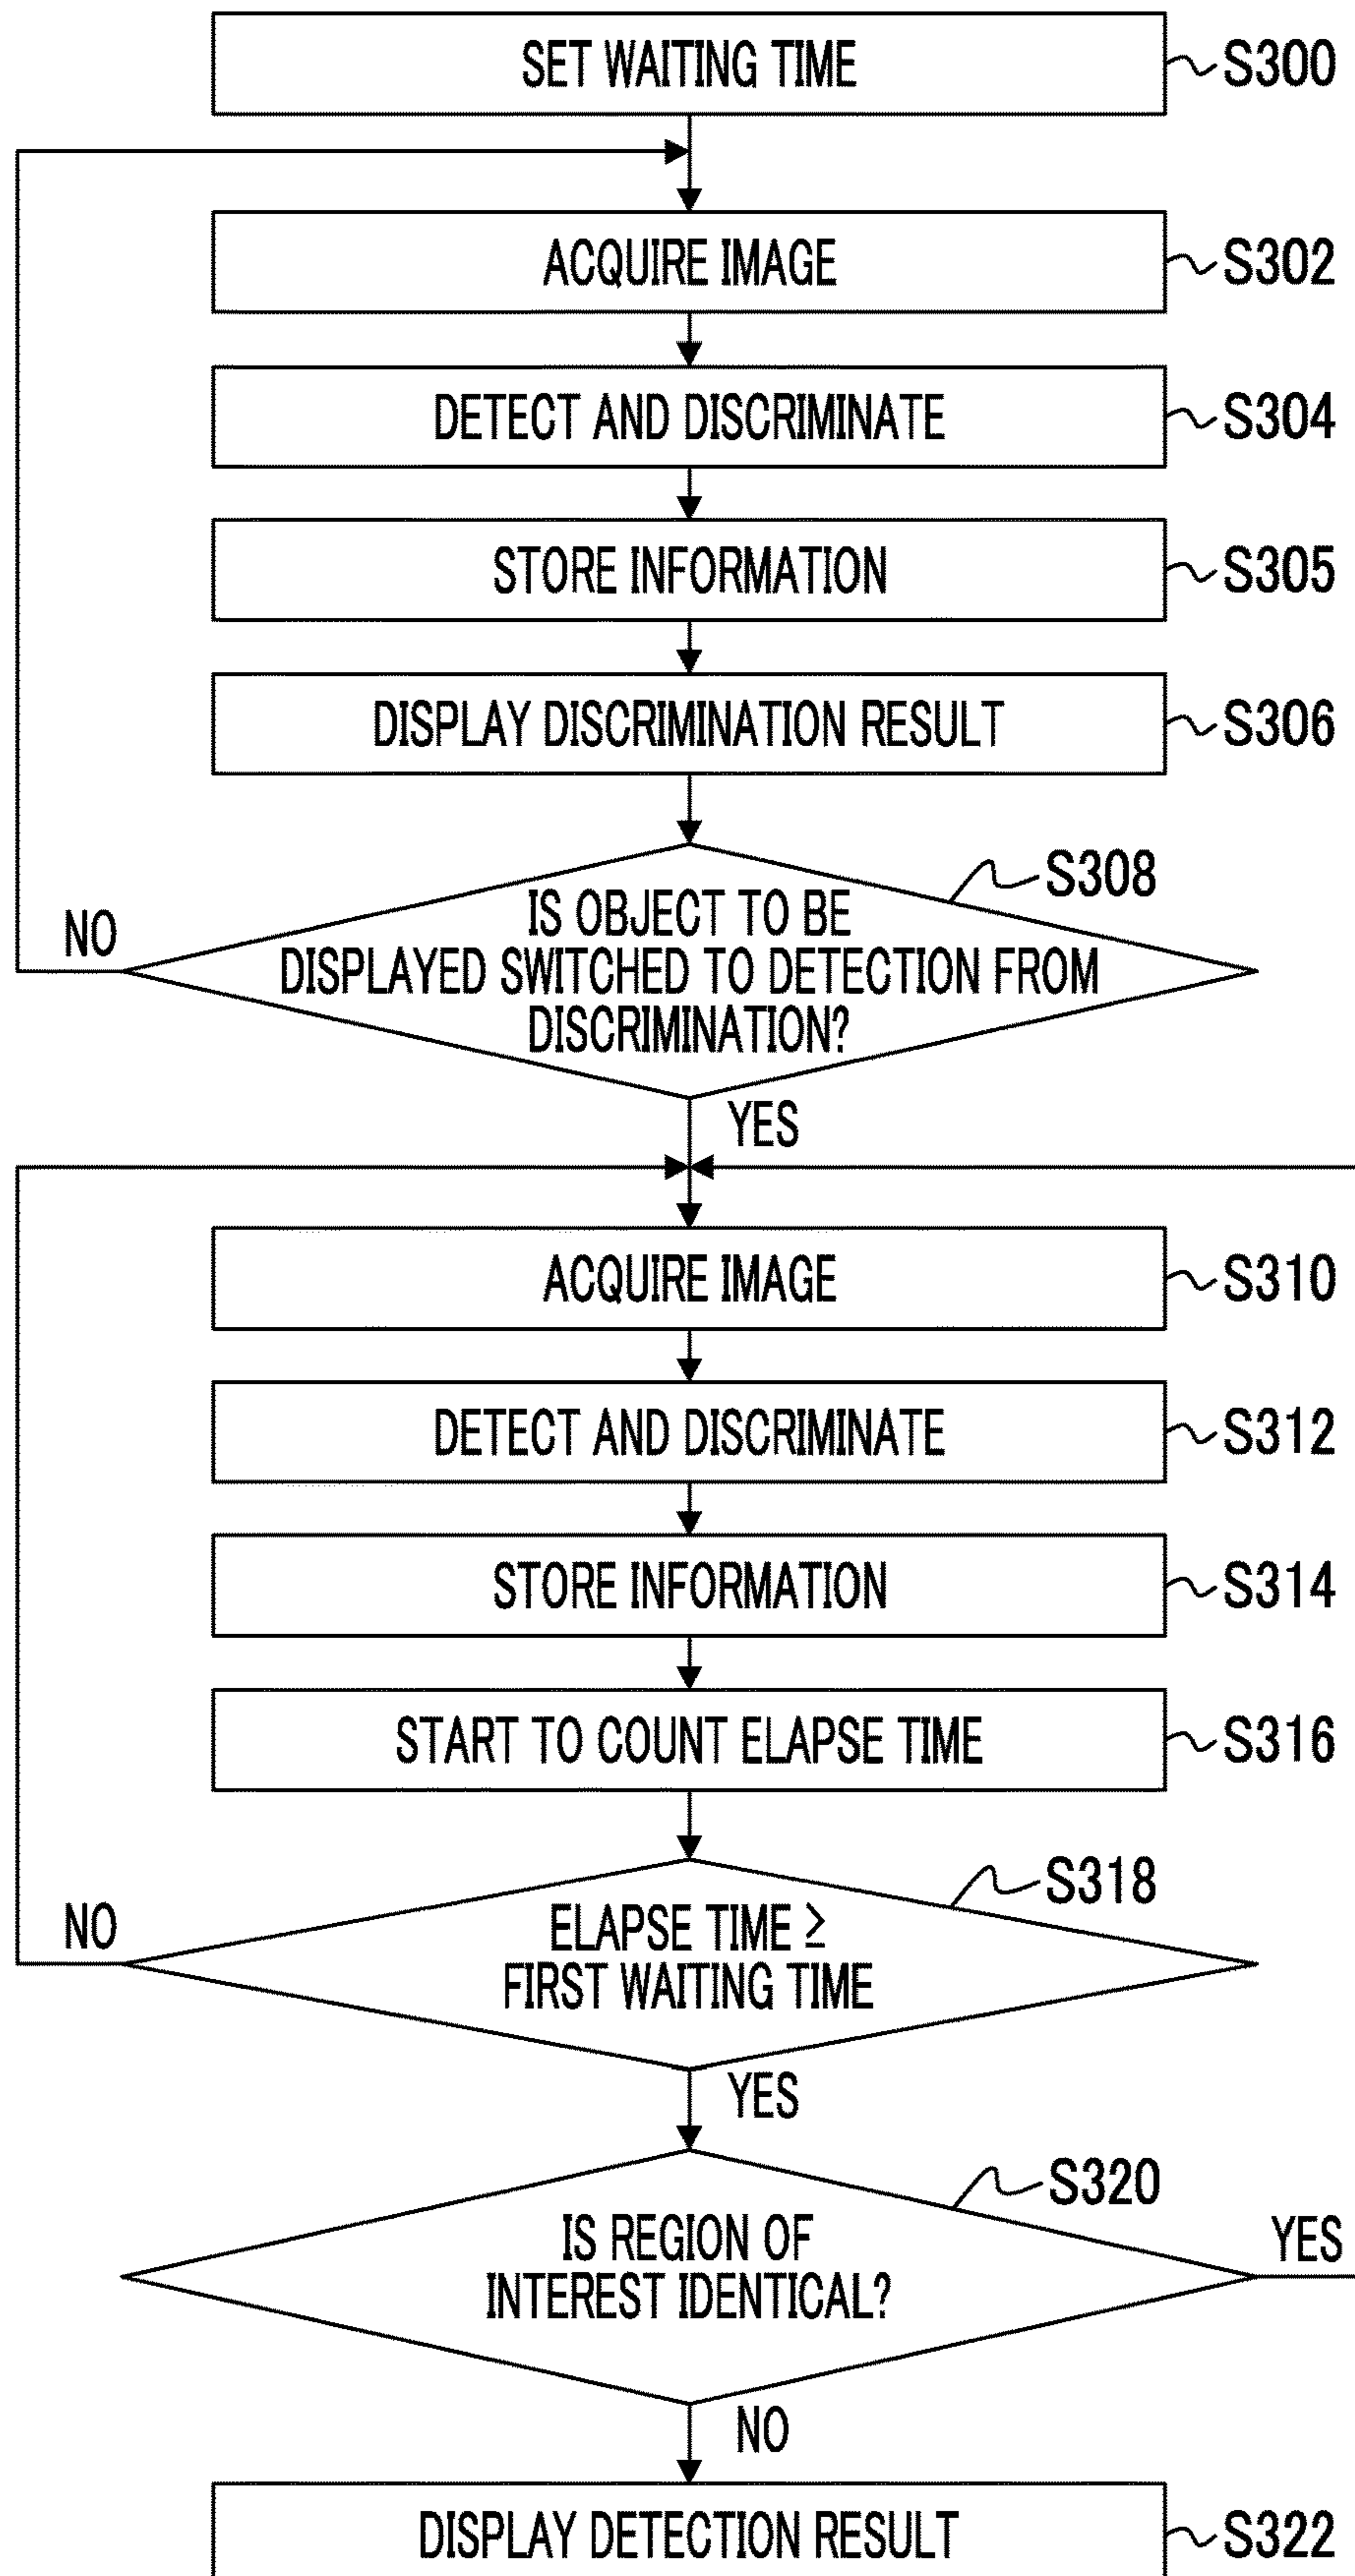 SET WAITING TIME
S300
ACQUIRE IMAGE
S302
DETECT AND DISCRIMINATE
S304
STORE INFORMATION
S305
DISPLAY DISCRIMINATION RESULT
S306
S308
IS OBJECT TO BE
DISPLAYED SWITCHED TO DETECTION FROM
DISCRIMINATION?
NO
YES
ACQUIRE IMAGE
S310
DETECT AND DISCRIMINATE
S312
STORE INFORMATION
S314
START TO COUNT ELAPSE TIME
S316
S318
ELAPSE TIME ≥
FIRST WAITING TIME
NO
YES
S320
IS REGION OF
INTEREST IDENTICAL?
YES
NO
DISPLAY DETECTION RESULT
S322